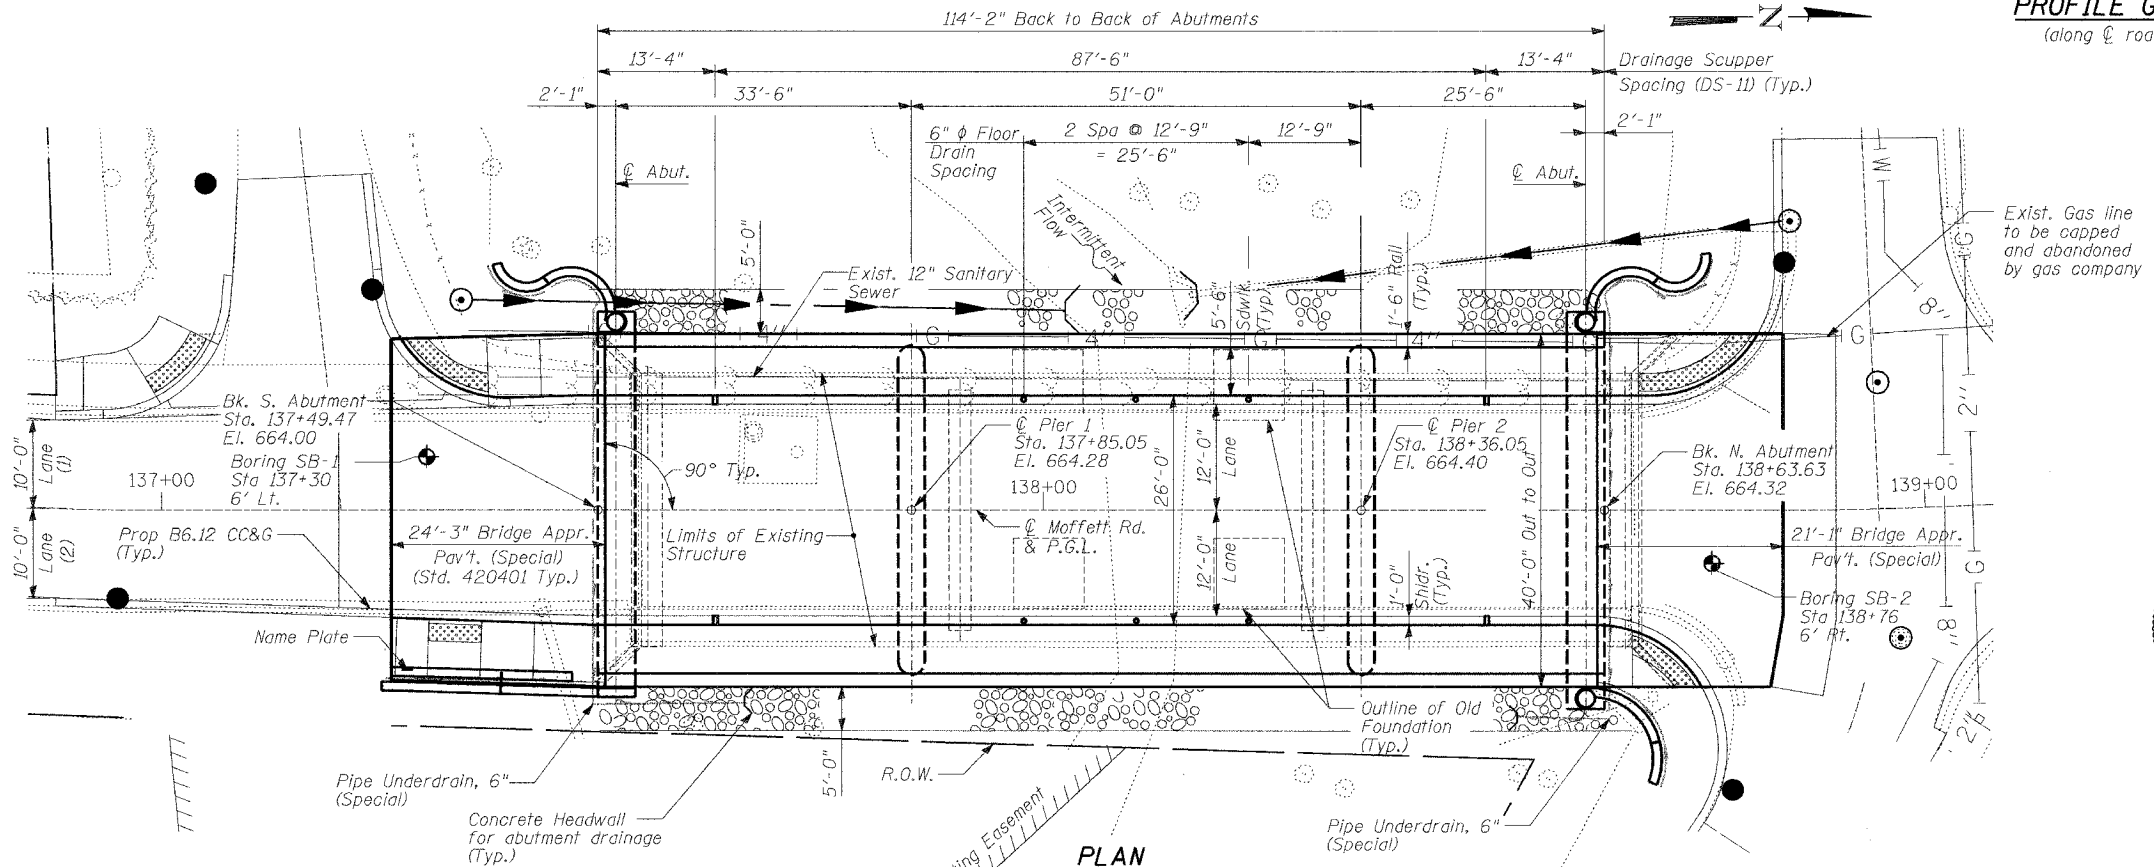 114'-2" Back to Back of Abutments
N
PROFILE G
(along ℄ roa
13'-4"
87'-6"
13'-4"
Drainage Scupper
Spacing (DS-11) (Typ.)
2'-1"
33'-6"
51'-0"
25'-6"
2'-1"
6" ϕ Floor
Drain
Spacing
2 Spa @ 12'-9"
= 25'-6"
12'-9"
℄ Abut.
℄ Abut.
W
Intermittent
Flow
Exist. Gas line
to be capped
and abandoned
by gas company
5'-0"
Exist. 12" Sanitary
Sewer
5'-6"
Sdwlk
(Typ.)
1'-6" Rail
(Typ.)
G
8"
4"
G
4"
G
4"
G
G
Bk. S. Abutment
Sta. 137+49.47
El. 664.00
Boring SB-1
Sta 137+30
6' Lt.
10'-0"
Lane
(1)
137+00
90° Typ.
℄ Pier 1
Sta. 137+85.05
El. 664.28
138+00
26'-0"
12'-0"
Lane
℄ Pier 2
Sta. 138+36.05
El. 664.40
40'-0" Out to Out
Bk. N. Abutment
Sta. 138+63.63
El. 664.32
139+00
2"
10'-0"
Lane
(2)
Prop B6.12 CC&G
(Typ.)
24'-3" Bridge Appr.
Pav't. (Special)
(Std. 420401 Typ.)
Limits of Existing
Structure
℄ Moffett Rd.
& P.G.L.
12'-0"
Lane
1'-0"
Shldr.
(Typ.)
21'-1" Bridge Appr.
Pav't. (Special)
G
Boring SB-2
Sta 138+76
6' Rt.
8"
Name Plate
2"
Outline of Old
Foundation
(Typ.)
R.O.W.
5'-0"
Pipe Underdrain, 6"
(Special)
Concrete Headwall
for abutment drainage
(Typ.)
ing Easement
Pipe Underdrain, 6"
(Special)
PLAN